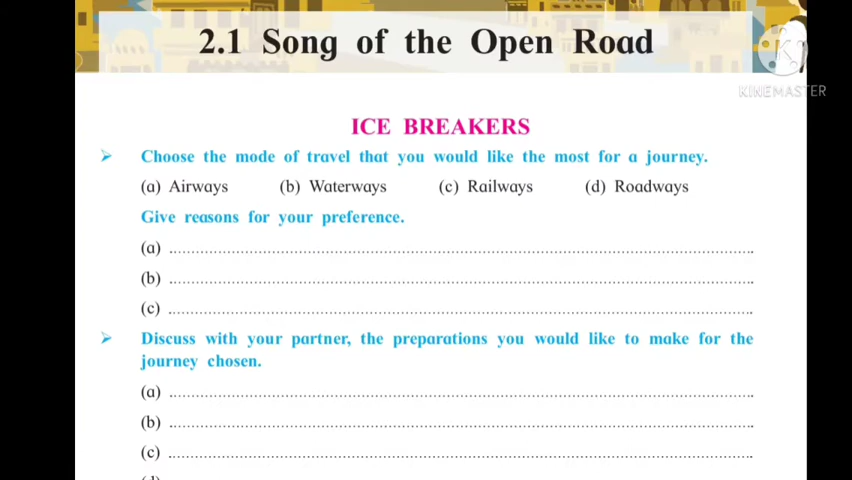 2.1 Song of the Open Road
KINEMASTER
ICE BREAKERS
➢ Choose the mode of travel that you would like the most for a journey.
(a) Airways (b) Waterways (c) Railways (d) Roadways
Give reasons for your preference.
(a) ..........................................................................................
(b) ..........................................................................................
(c) ..........................................................................................
➢ Discuss with your partner, the preparations you would like to make for the
journey chosen.
(a) ..........................................................................................
(b) ..........................................................................................
(c) ..........................................................................................